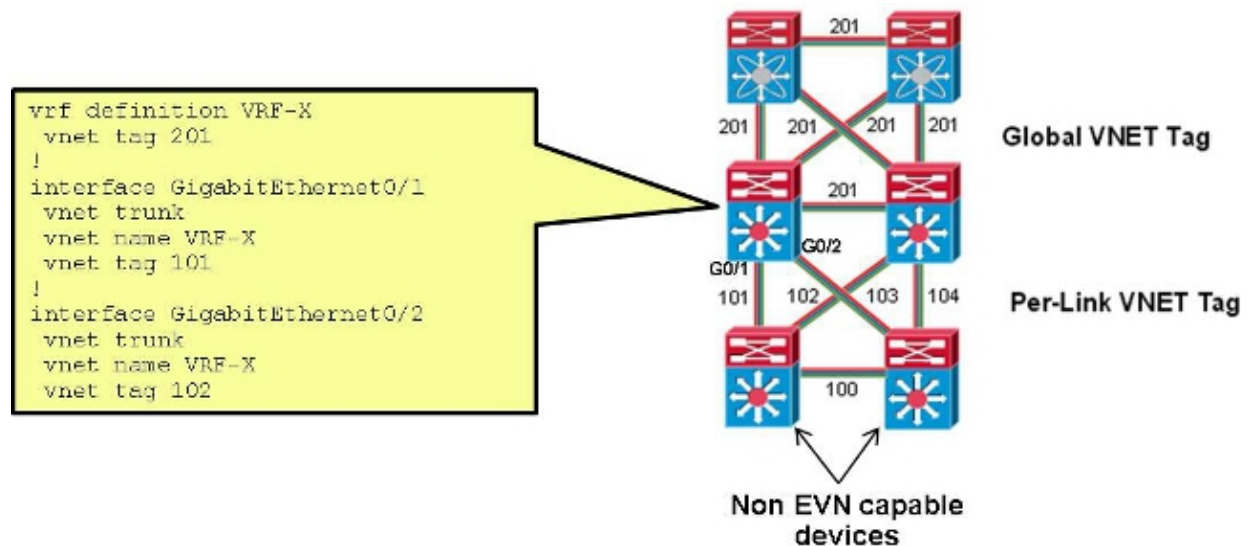 vrf definition VRF-X
vnet tag 201
!
interface GigabitEthernet0/1
vnet trunk
vnet name VRF-X
vnet tag 101
!
interface GigabitEthernet0/2
vnet trunk
vnet name VRF-X
vnet tag 102
201
201 201 201 201
Global VNET Tag
201
G0/2
G0/1
101 102 103 104
Per-Link VNET Tag
100
Non EVN capable
devices